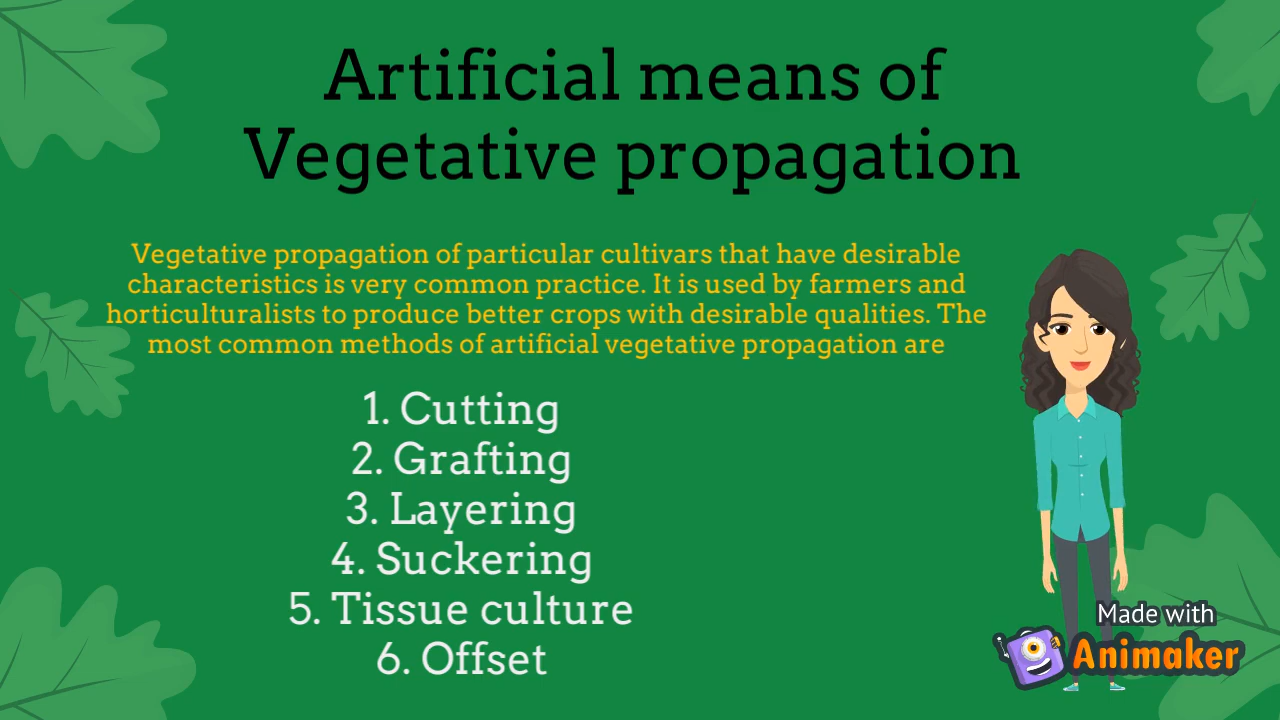 Artificial means of
Vegetative propagation
Vegetative propagation of particular cultivars that have desirable
characteristics is very common practice. It is used by farmers and
horticulturalists to produce better crops with desirable qualities. The
most common methods of artificial vegetative propagation are
1. Cutting
2. Grafting
3. Layering
4. Suckering
5. Tissue culture
6. Offset
Made with
Animaker